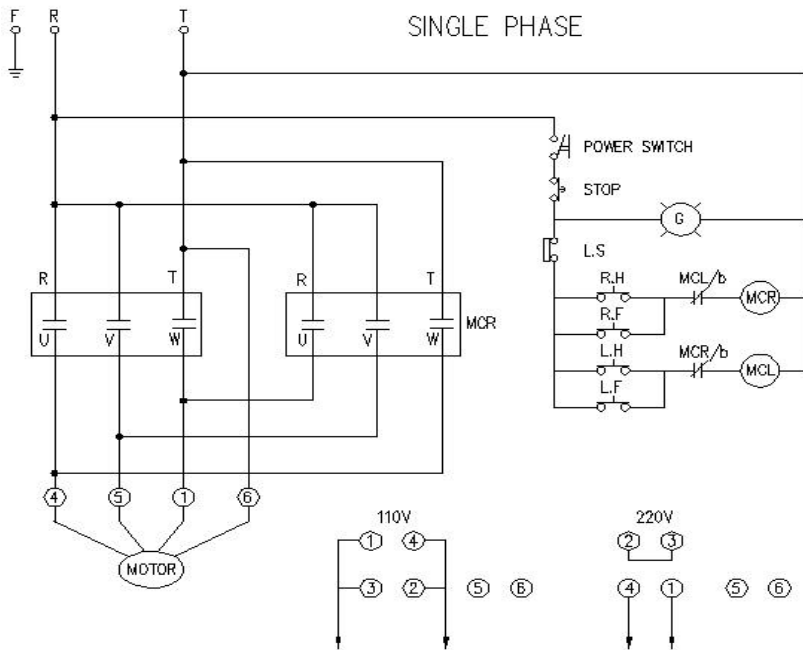 F R T
SINGLE PHASE
POWER SWITCH
STOP
G
L.S
R.H
MCL/b
MCR
R.F
L.H
MCR/b
MCL
L.F
R T
U V W
R T
U V W
MCR
4 5 1 6
MOTOR
110V
1 4
3 2 5 6
220V
2 3
4 1 5 6